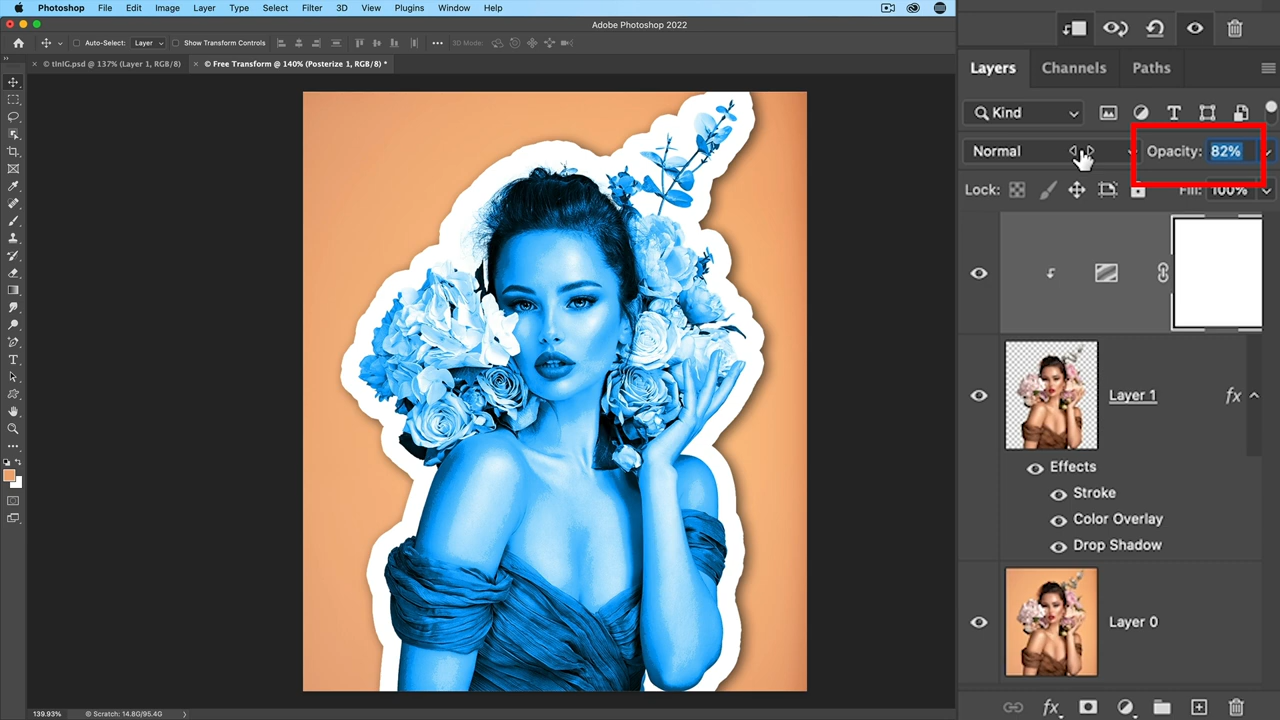 Photoshop File Edit Image Layer Type Select Filter 3D View Plugins Window Help
Adobe Photoshop 2022
Auto-Select: Layer Show Transform Controls 3D Mode:
× © tInIG.psd @ 137% (Layer 1, RGB/8) × © Free Transform @ 140% (Posterize 1, RGB/8) *
Layers Channels Paths
Kind
Normal Opacity: 82%
Lock: Fill: 100%
Layer 1 fx
Effects
Stroke
Color Overlay
Drop Shadow
Layer 0
fx
139.93% © Scratch: 14.8G/95.4G